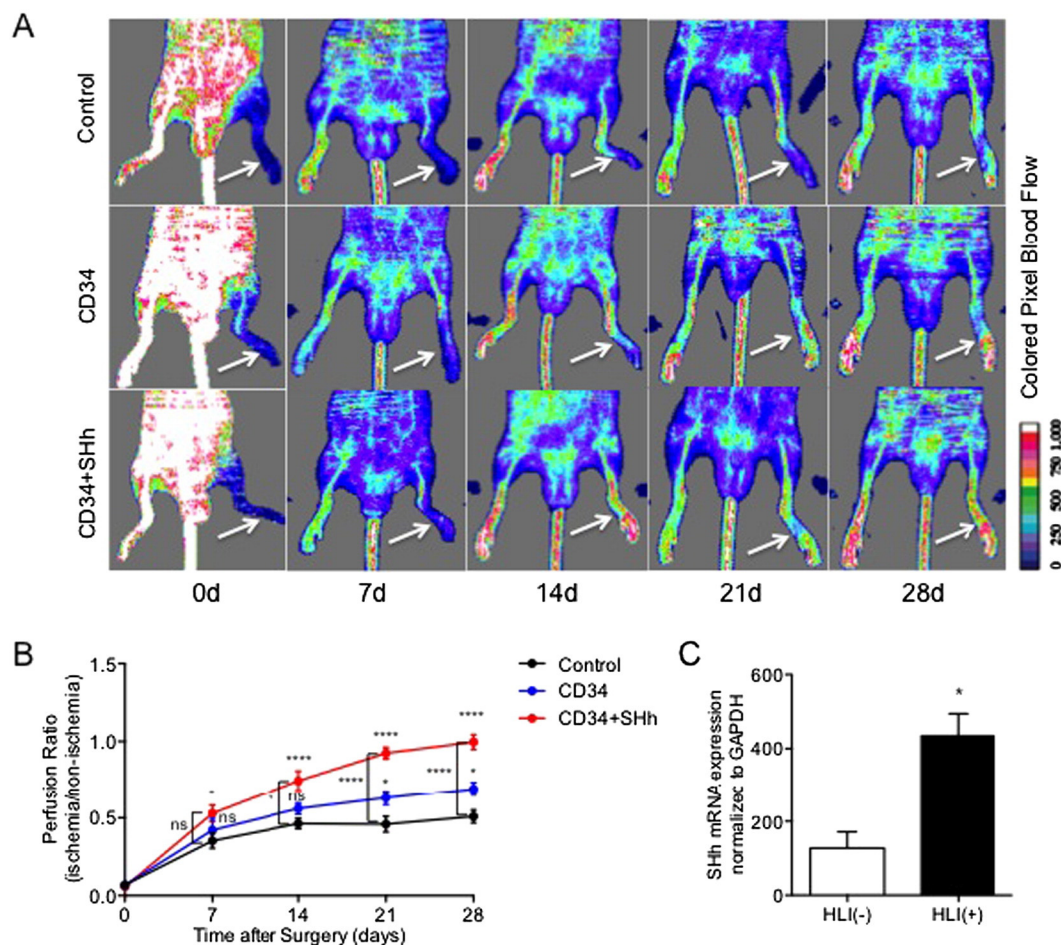 A
Control
CD34
CD34+SHh
0d
7d
14d
21d
28d
Colored Pixel Blood Flow
0 250 500 750 1,000
B
Perfusion Ratio
(ischemia/non-ischemia)
1.5
1.0
0.5
0.0
0
7
14
21
28
Time after Surgery (days)
Control
CD34
CD34+SHh
ns
ns
****
ns
****
****
*
****
****
*
C
SHh mRNA expression
normalizec to GAPDH
600
400
200
0
*
HLI(-)
HLI(+)